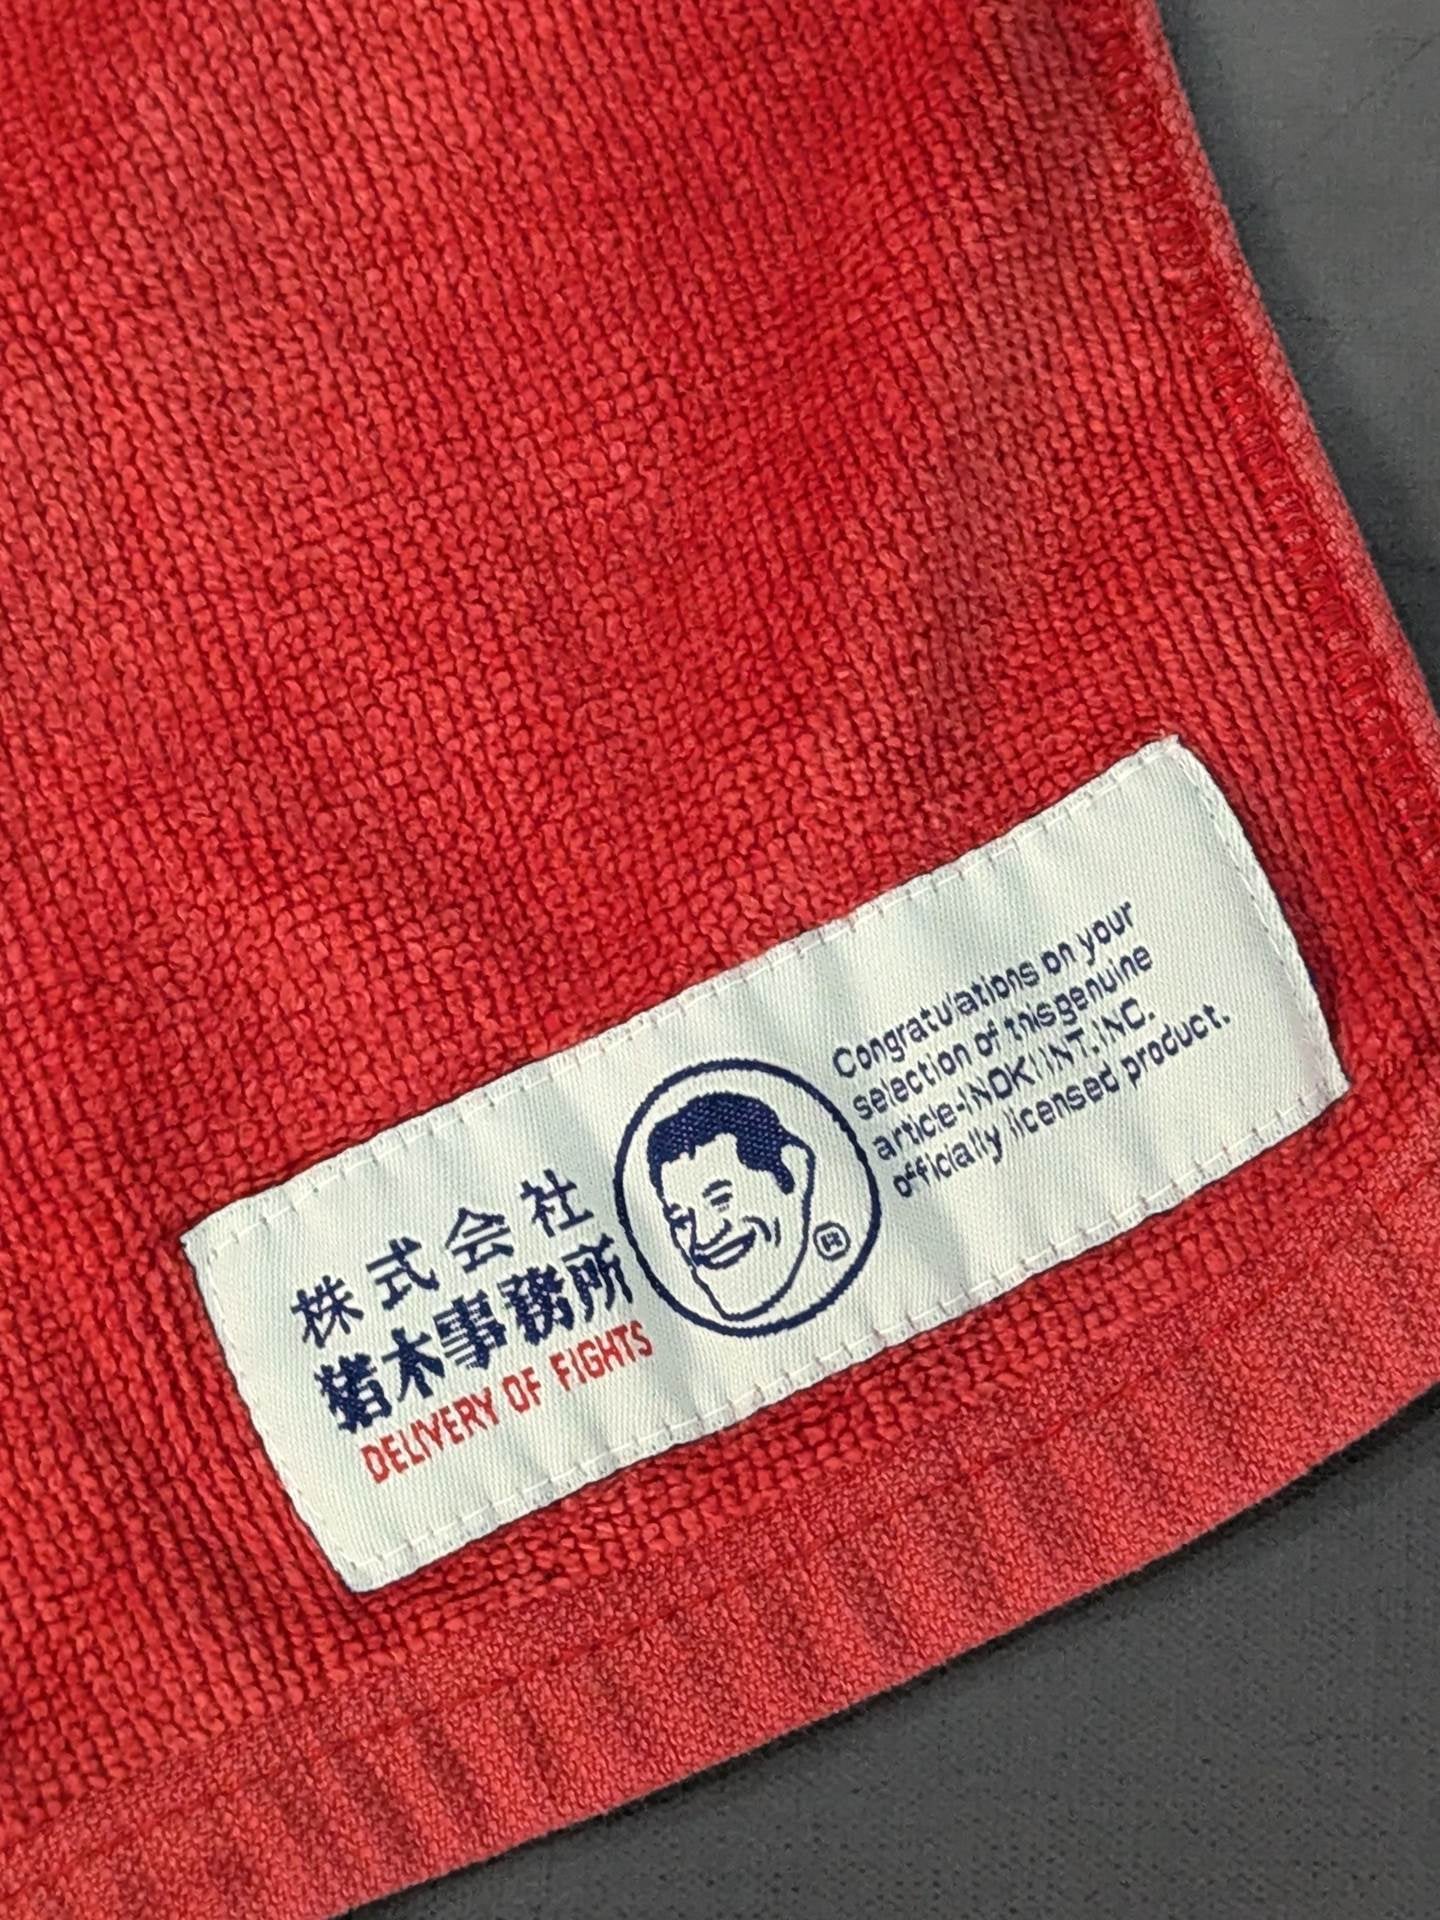 株式会社
猪木事務所
DELIVERY OF FIGHTS
®
Congratulations on your
selection of this genuine
article-INOKI INT.,INC.
officially licensed product.